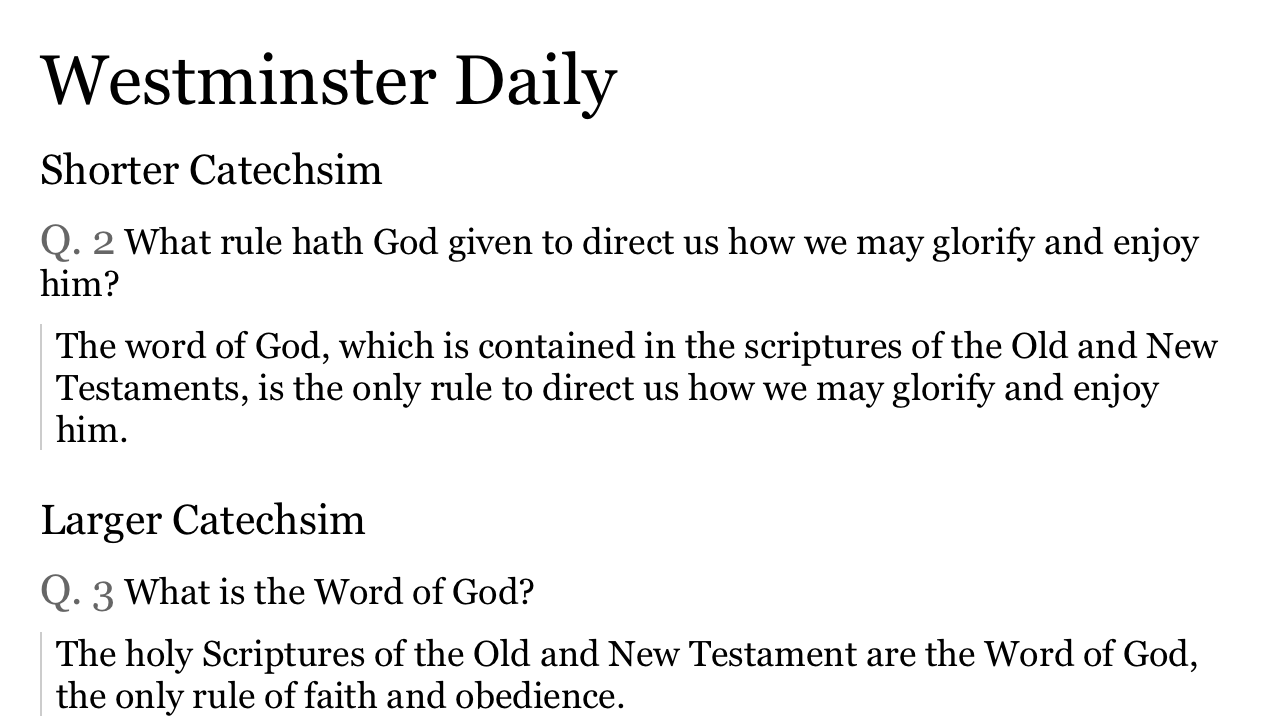 Westminster Daily
Shorter Catechsim
Q. 2 What rule hath God given to direct us how we may glorify and enjoy
him?
The word of God, which is contained in the scriptures of the Old and New
Testaments, is the only rule to direct us how we may glorify and enjoy
him.
Larger Catechsim
Q. 3 What is the Word of God?
The holy Scriptures of the Old and New Testament are the Word of God,
the only rule of faith and obedience.